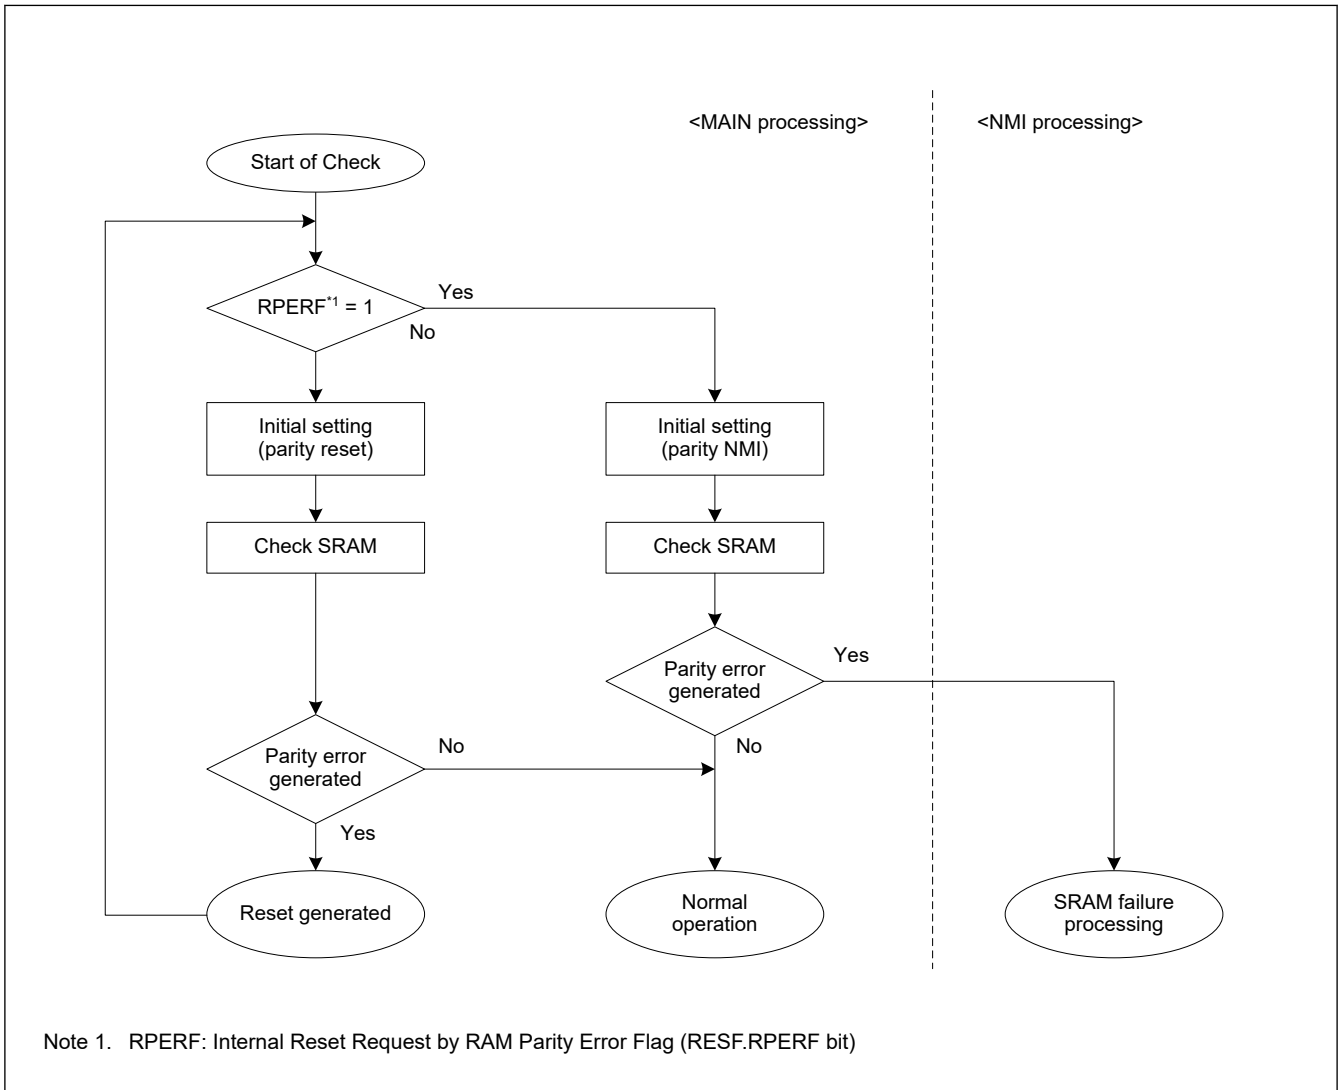 <MAIN processing>
<NMI processing>
Start of Check
RPERF*1 = 1
Yes
No
Initial setting
(parity reset)
Initial setting
(parity NMI)
Check SRAM
Check SRAM
Parity error
generated
Yes
No
Parity error
generated
No
Yes
Reset generated
Normal
operation
SRAM failure
processing
Note 1. RPERF: Internal Reset Request by RAM Parity Error Flag (RESF.RPERF bit)